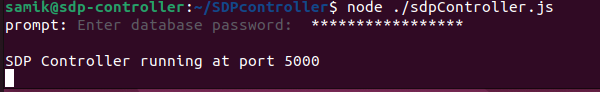 samik@sdp-controller:~/SDPcontroller$ node ./sdpController.js
prompt: Enter database password:  *****************
SDP Controller running at port 5000